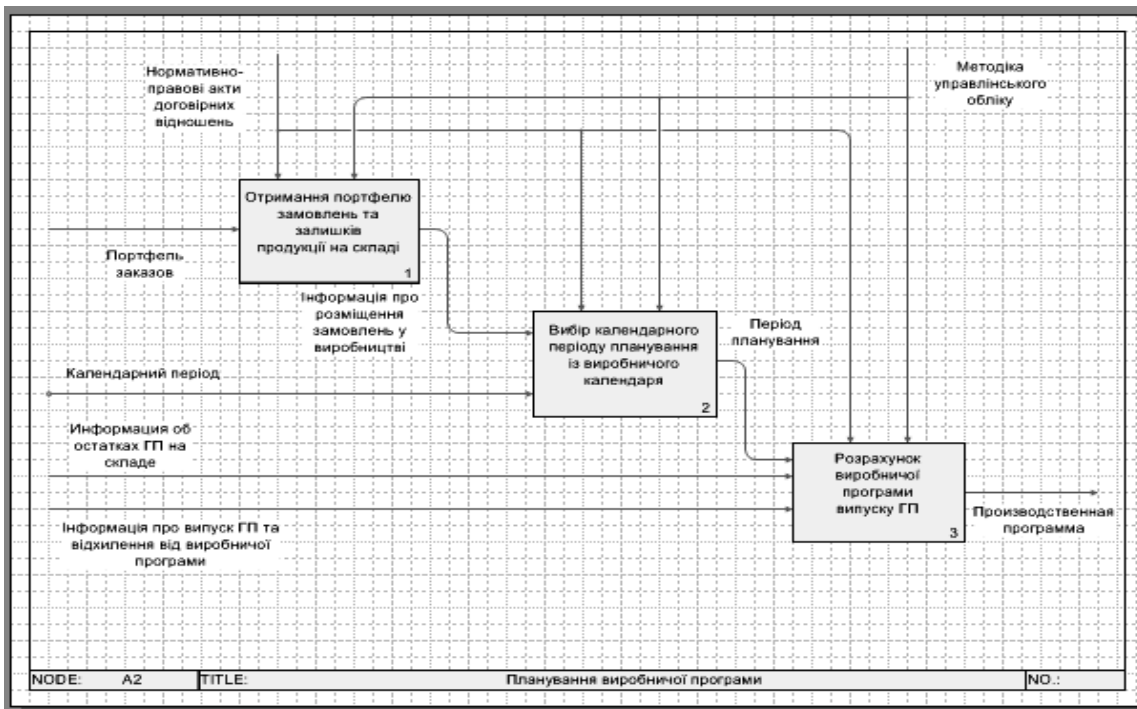 Нормативно-
правові акти
договірних
відношень
Методіка
управлінського
обліку
Отримання портфелю
замовлень та
залишків
продукції на складі
1
Портфель
заказов
Інформація про
розміщення
замовлень у
виробництві
Вибір календарного
періоду планування
із виробничого
календаря
2
Період
планування
Календарний період
Информация об
остатках ГП на
складе
Розрахунок
виробничої
програми
випуску ГП
3
Інформація про випуск ГП та
відхилення від виробничої
програми
Производственная
программа
NODE: A2 TITLE: Планування виробничої програми NO.: